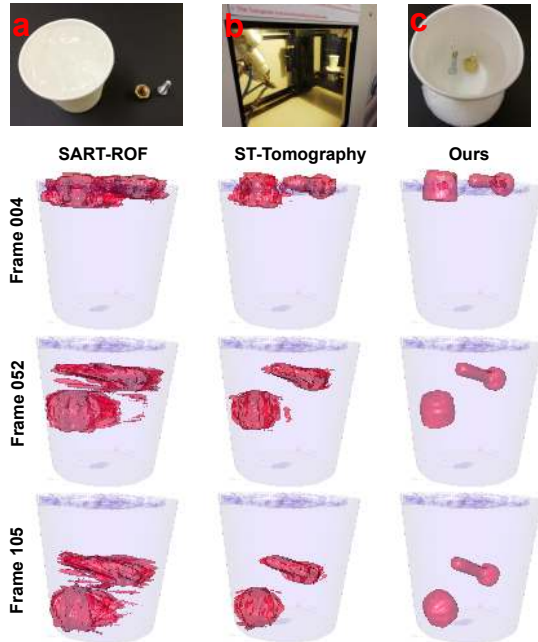 a
b
c
SART-ROF
ST-Tomography
Ours
Frame 004
Frame 052
Frame 105